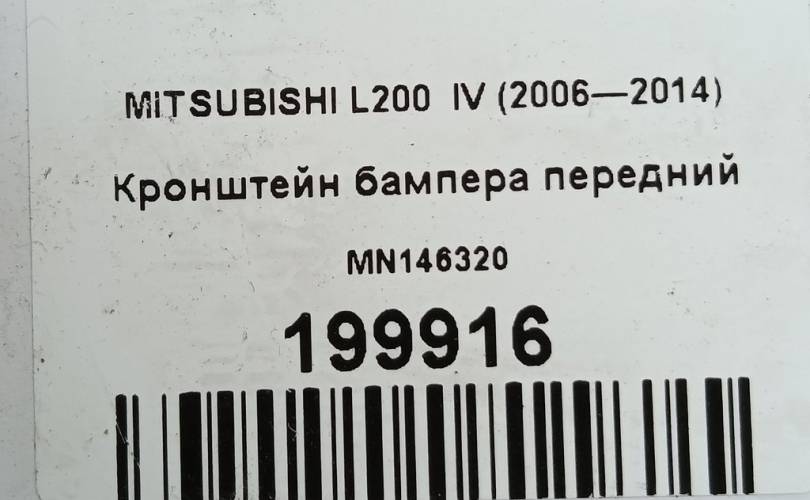 MITSUBISHI L200 IV (2006—2014)
Кронштейн бампера передний
MN146320
199916